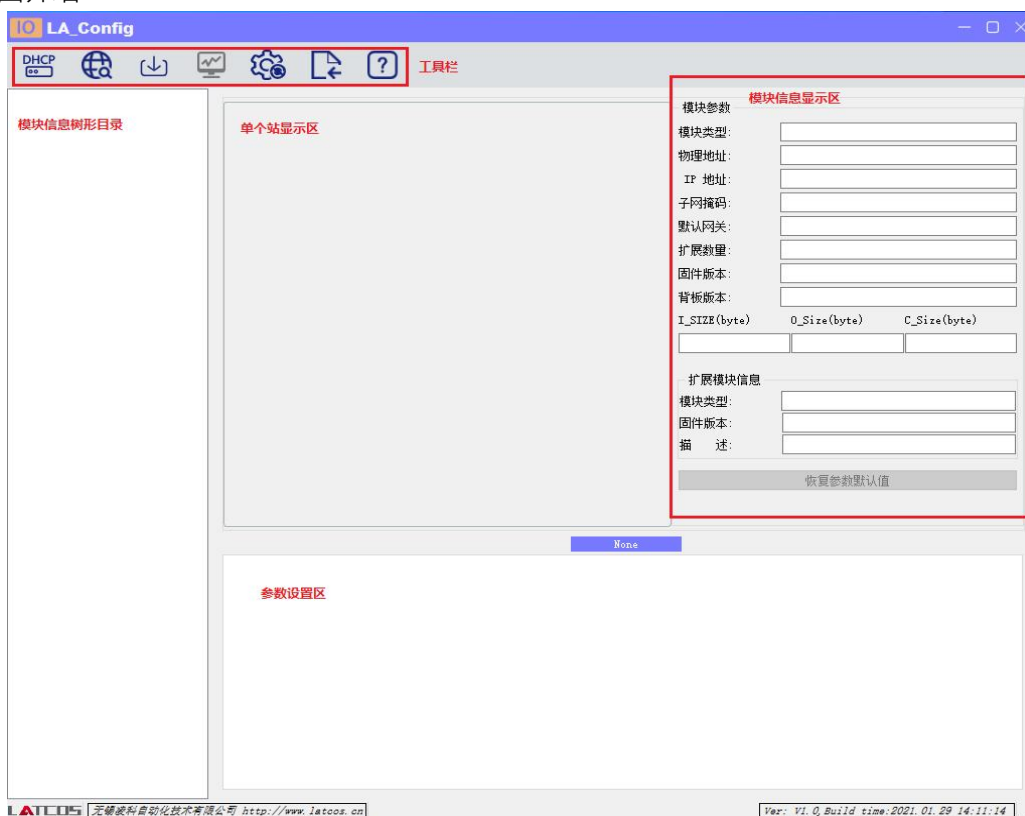 IO LA_Config
DHCP
?
工具栏
模块信息树形目录
单个站显示区
模块信息显示区
模块参数
模块类型:
物理地址:
IP 地址:
子网掩码:
默认网关:
扩展数量:
固件版本:
背板版本:
I_SIZE(byte) O_Size(byte) C_Size(byte)
扩展模块信息
模块类型:
固件版本:
描 述:
恢复参数默认值
None
参数设置区
LATCOS 无锡凌科自动化技术有限公司 http://www.latcos.cn
Ver: V1.0,Build time:2021.01.29 14:11:14